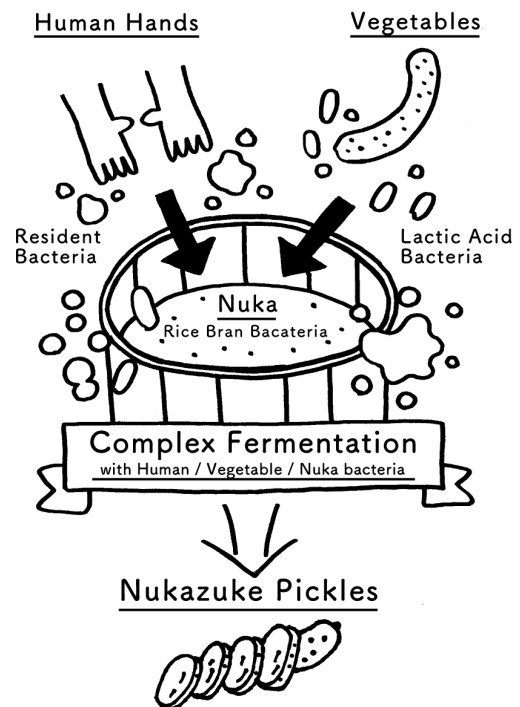 Human Hands
Vegetables
Resident
Bacteria
Lactic Acid
Bacteria
Nuka
Rice Bran Bacateria
Complex Fermentation
with Human / Vegetable / Nuka bacteria
Nukazuke Pickles